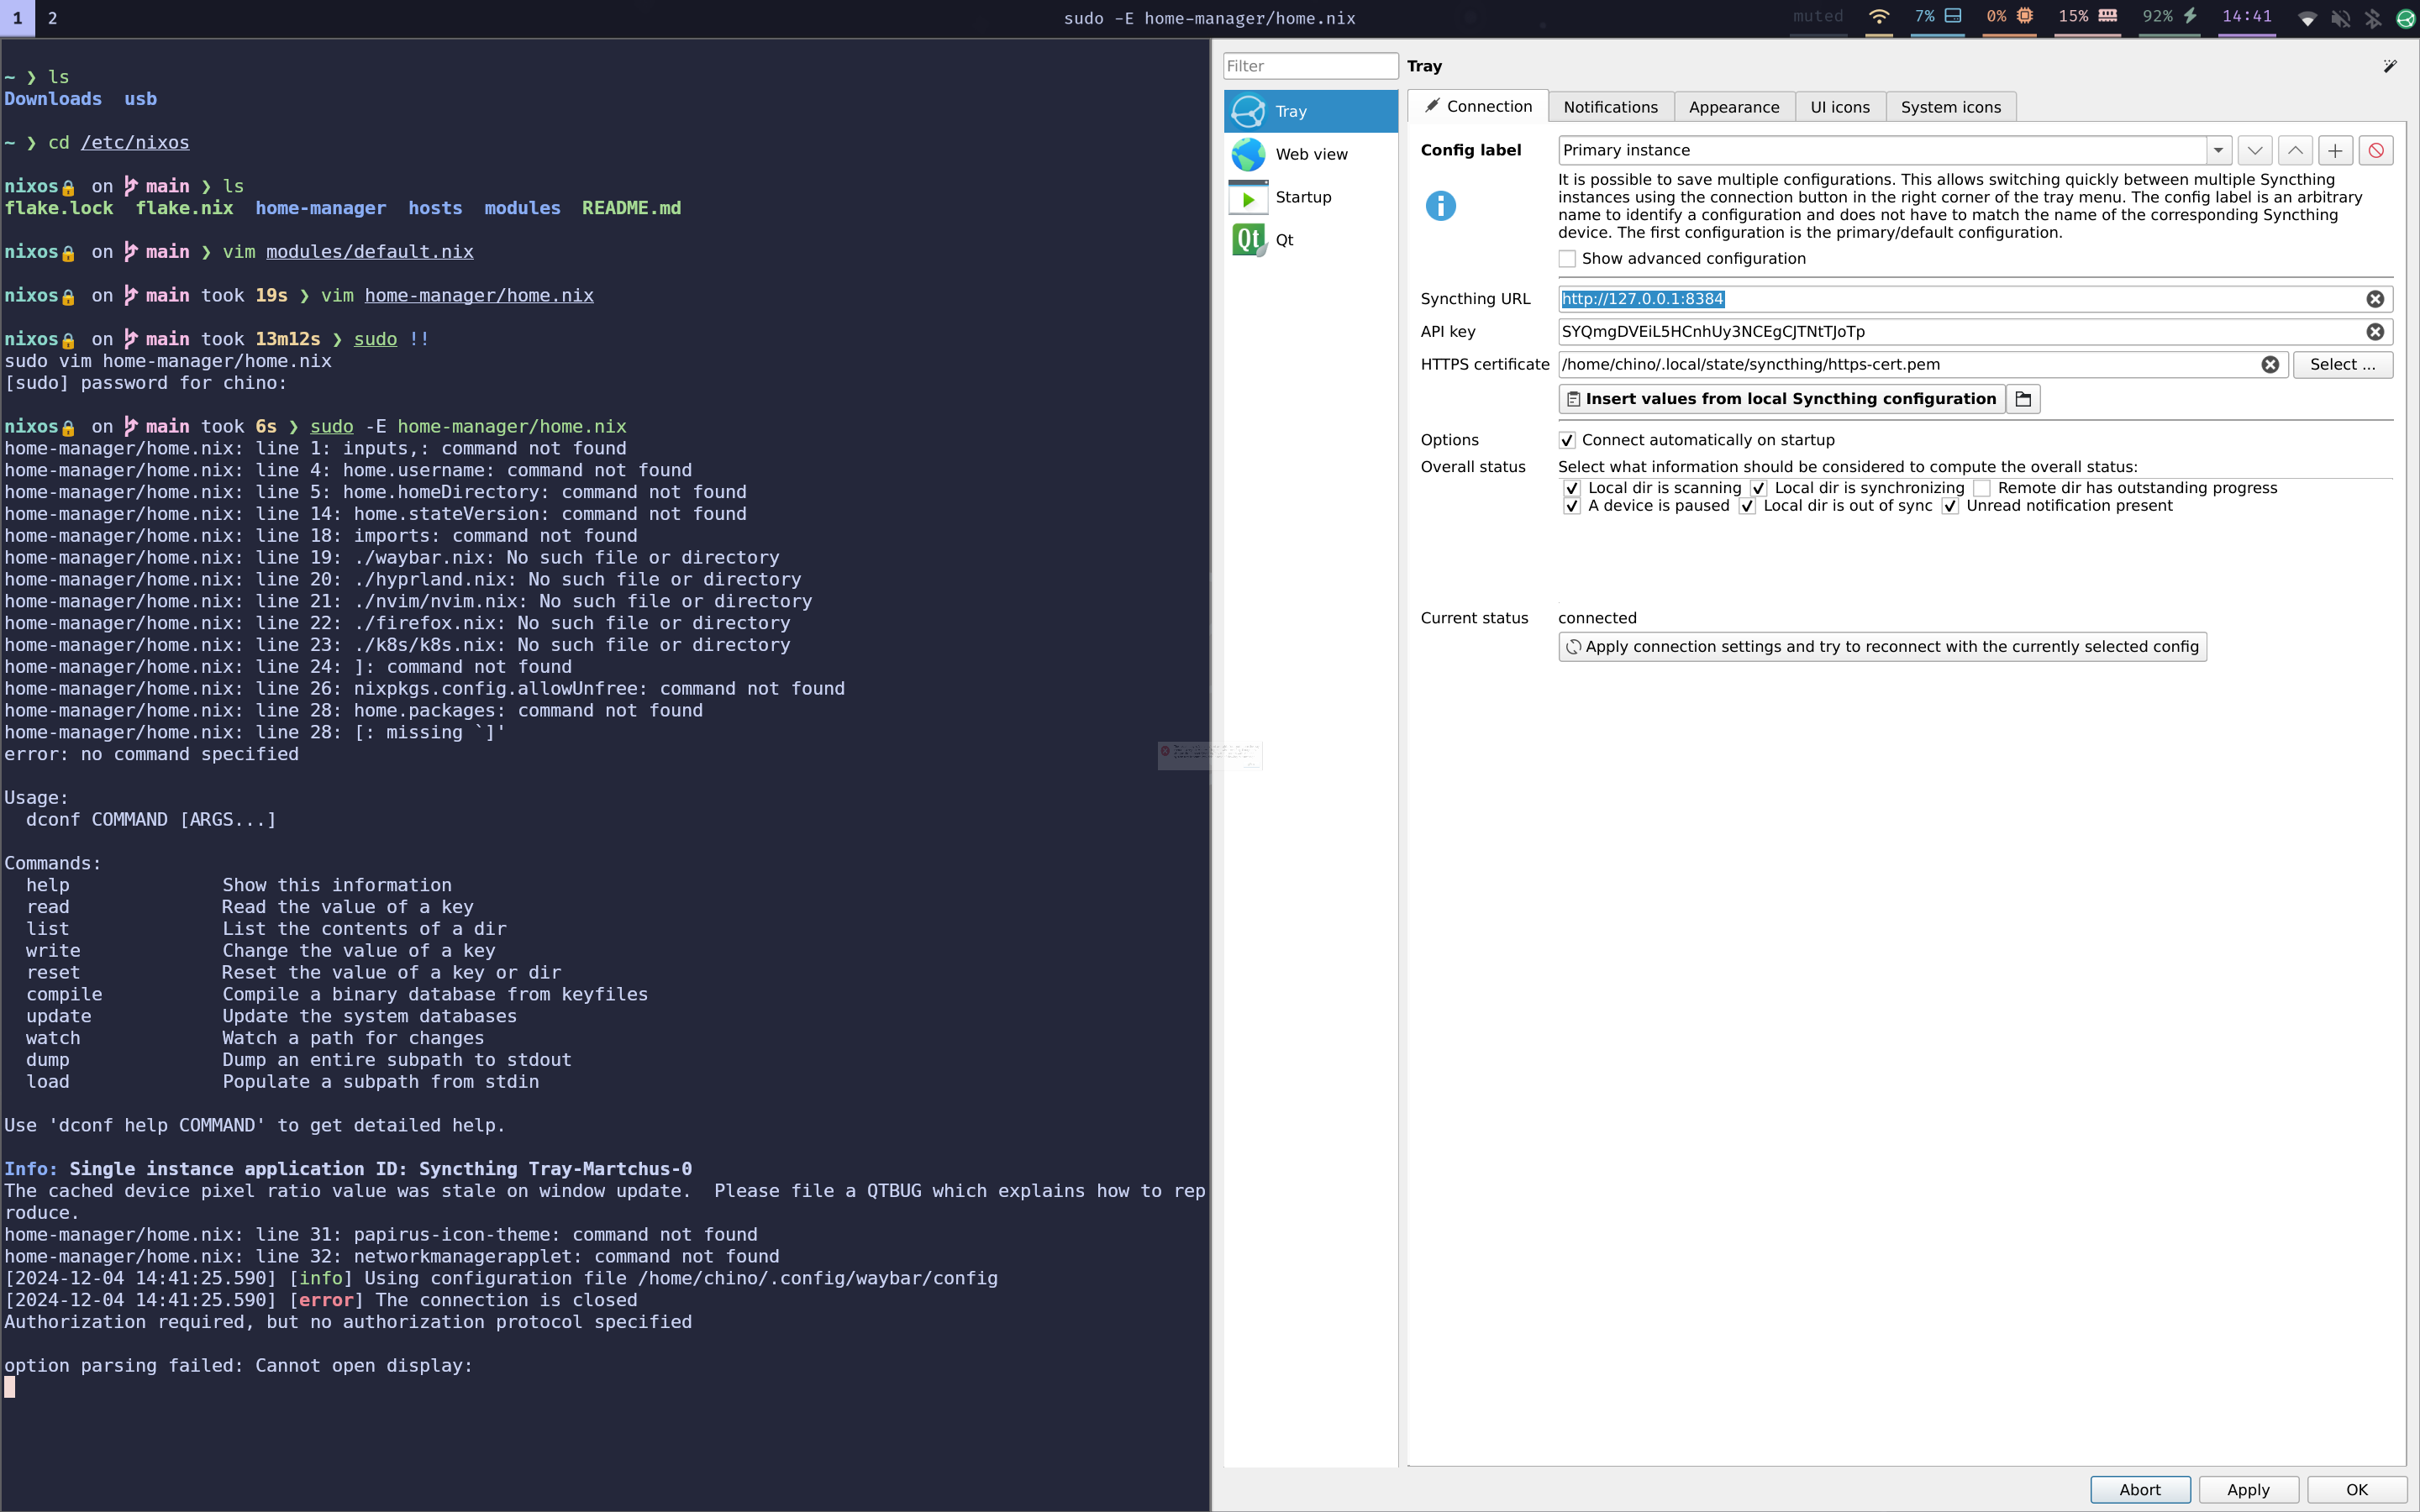 1 2 sudo -E home-manager/home.nix muted 7% 0% 15% 92% 14:41
~ ❯ ls
Downloads  usb
~ ❯ cd /etc/nixos
nixos on main ❯ ls
flake.lock  flake.nix  home-manager  hosts  modules  README.md
nixos on main ❯ vim modules/default.nix
nixos on main took 19s ❯ vim home-manager/home.nix
nixos on main took 13m12s ❯ sudo !!
sudo vim home-manager/home.nix
[sudo] password for chino:
nixos on main took 6s ❯ sudo -E home-manager/home.nix
home-manager/home.nix: line 1: inputs,: command not found
home-manager/home.nix: line 4: home.username: command not found
home-manager/home.nix: line 5: home.homeDirectory: command not found
home-manager/home.nix: line 14: home.stateVersion: command not found
home-manager/home.nix: line 18: imports: command not found
home-manager/home.nix: line 19: ./waybar.nix: No such file or directory
home-manager/home.nix: line 20: ./hyprland.nix: No such file or directory
home-manager/home.nix: line 21: ./nvim/nvim.nix: No such file or directory
home-manager/home.nix: line 22: ./firefox.nix: No such file or directory
home-manager/home.nix: line 23: ./k8s/k8s.nix: No such file or directory
home-manager/home.nix: line 24: ]: command not found
home-manager/home.nix: line 26: nixpkgs.config.allowUnfree: command not found
home-manager/home.nix: line 28: home.packages: command not found
home-manager/home.nix: line 28: [: missing `]'
error: no command specified
Usage:
  dconf COMMAND [ARGS...]
Commands:
  help              Show this information
  read              Read the value of a key
  list              List the contents of a dir
  write             Change the value of a key
  reset             Reset the value of a key or dir
  compile           Compile a binary database from keyfiles
  update            Update the system databases
  watch             Watch a path for changes
  dump              Dump an entire subpath to stdout
  load              Populate a subpath from stdin
Use 'dconf help COMMAND' to get detailed help.
Info: Single instance application ID: Syncthing Tray-Martchus-0
The cached device pixel ratio value was stale on window update.  Please file a QTBUG which explains how to rep
roduce.
home-manager/home.nix: line 31: papirus-icon-theme: command not found
home-manager/home.nix: line 32: networkmanagerapplet: command not found
[2024-12-04 14:41:25.590] [info] Using configuration file /home/chino/.config/waybar/config
[2024-12-04 14:41:25.590] [error] The connection is closed
Authorization required, but no authorization protocol specified
option parsing failed: Cannot open display:
Filter
Tray
Web view
Startup
Qt
Tray
Connection Notifications Appearance UI icons System icons
Config label Primary instance
It is possible to save multiple configurations. This allows switching quickly between multiple Syncthing
instances using the connection button in the right corner of the tray menu. The config label is an arbitrary
name to identify a configuration and does not have to match the name of the corresponding Syncthing
device. The first configuration is the primary/default configuration.
Show advanced configuration
Syncthing URL http://127.0.0.1:8384
API key SYQmgDVEiL5HCnhUy3NCEgCJTNtTJoTp
HTTPS certificate /home/chino/.local/state/syncthing/https-cert.pem Select ...
Insert values from local Syncthing configuration
Options Connect automatically on startup
Overall status Select what information should be considered to compute the overall status:
Local dir is scanning Local dir is synchronizing Remote dir has outstanding progress
A device is paused Local dir is out of sync Unread notification present
Current status connected
Apply connection settings and try to reconnect with the currently selected config
Abort Apply OK